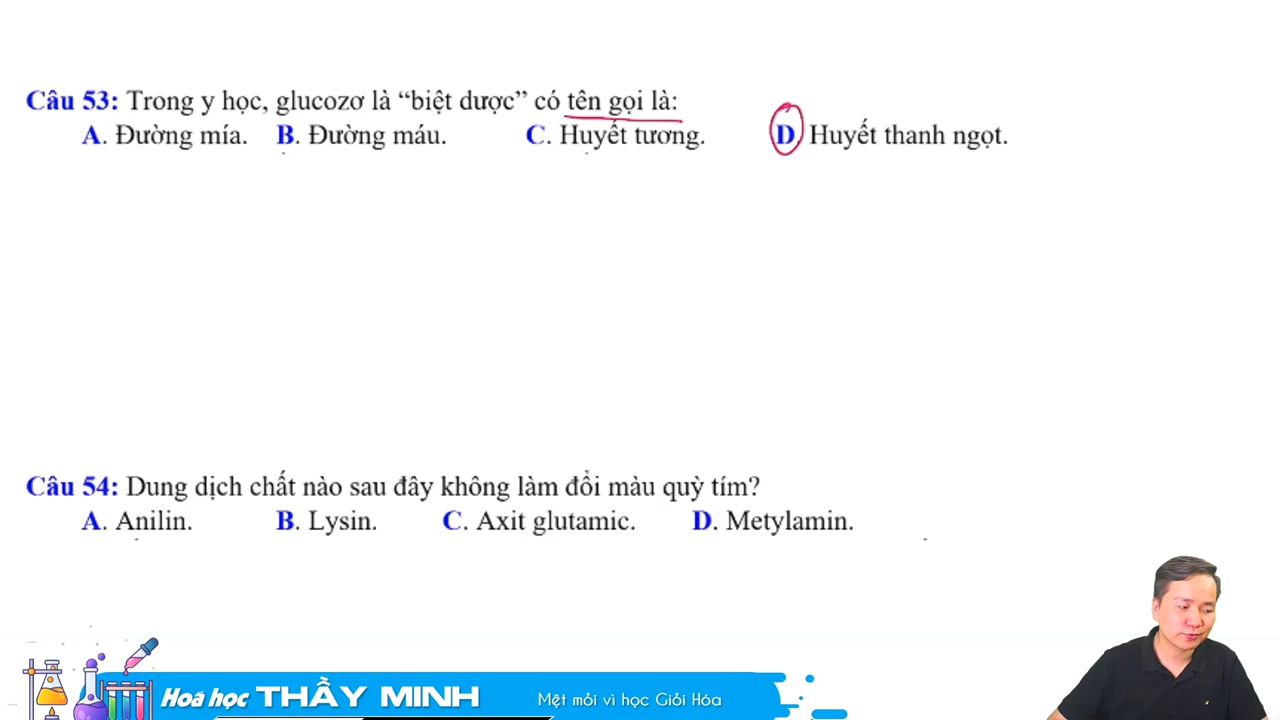 Câu 53: Trong y học, glucozơ là “biệt dược” có tên gọi là:
A. Đường mía. B. Đường máu. C. Huyết tương. D. Huyết thanh ngọt.
Câu 54: Dung dịch chất nào sau đây không làm đổi màu quỳ tím?
A. Anilin. B. Lysin. C. Axit glutamic. D. Metylamin.
Hoá học THẦY MINH Mệt mỏi vì học Giỏi Hóa